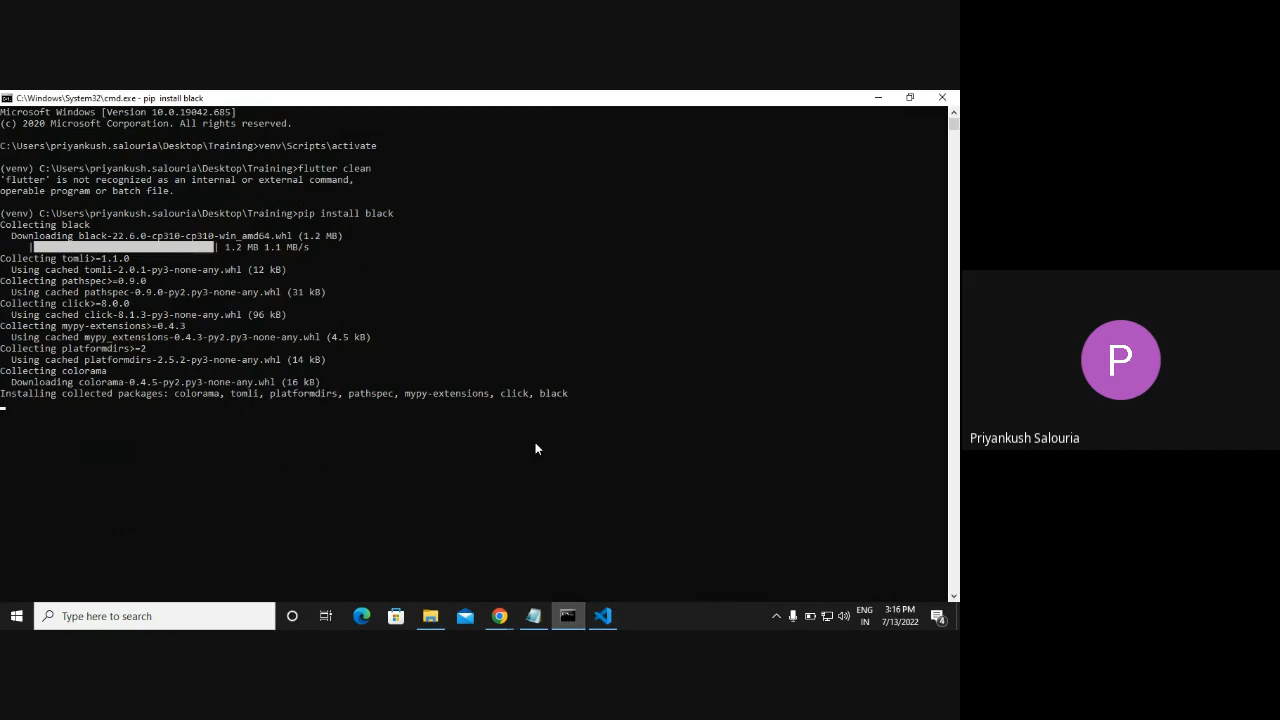 C:\Windows\System32\cmd.exe - pip install black
Microsoft Windows [Version 10.0.19042.685]
(c) 2020 Microsoft Corporation. All rights reserved.
C:\Users\priyankush.salouria\Desktop\Training>venv\Scripts\activate
(venv) C:\Users\priyankush.salouria\Desktop\Training>flutter clean
'flutter' is not recognized as an internal or external command,
operable program or batch file.
(venv) C:\Users\priyankush.salouria\Desktop\Training>pip install black
Collecting black
Downloading black-22.6.0-cp310-cp310-win_amd64.whl (1.2 MB)
| | 1.2 MB 1.1 MB/s
Collecting tomli>=1.1.0
Using cached tomli-2.0.1-py3-none-any.whl (12 kB)
Collecting pathspec>=0.9.0
Using cached pathspec-0.9.0-py2.py3-none-any.whl (31 kB)
Collecting click>=8.0.0
Using cached click-8.1.3-py3-none-any.whl (96 kB)
Collecting mypy-extensions>=0.4.3
Using cached mypy_extensions-0.4.3-py2.py3-none-any.whl (4.5 kB)
Collecting platformdirs>=2
Using cached platformdirs-2.5.2-py3-none-any.whl (14 kB)
Collecting colorama
Downloading colorama-0.4.5-py2.py3-none-any.whl (16 kB)
Installing collected packages: colorama, tomli, platformdirs, pathspec, mypy-extensions, click, black
P
Priyankush Salouria
Type here to search
ENG
IN
3:16 PM
7/13/2022
4